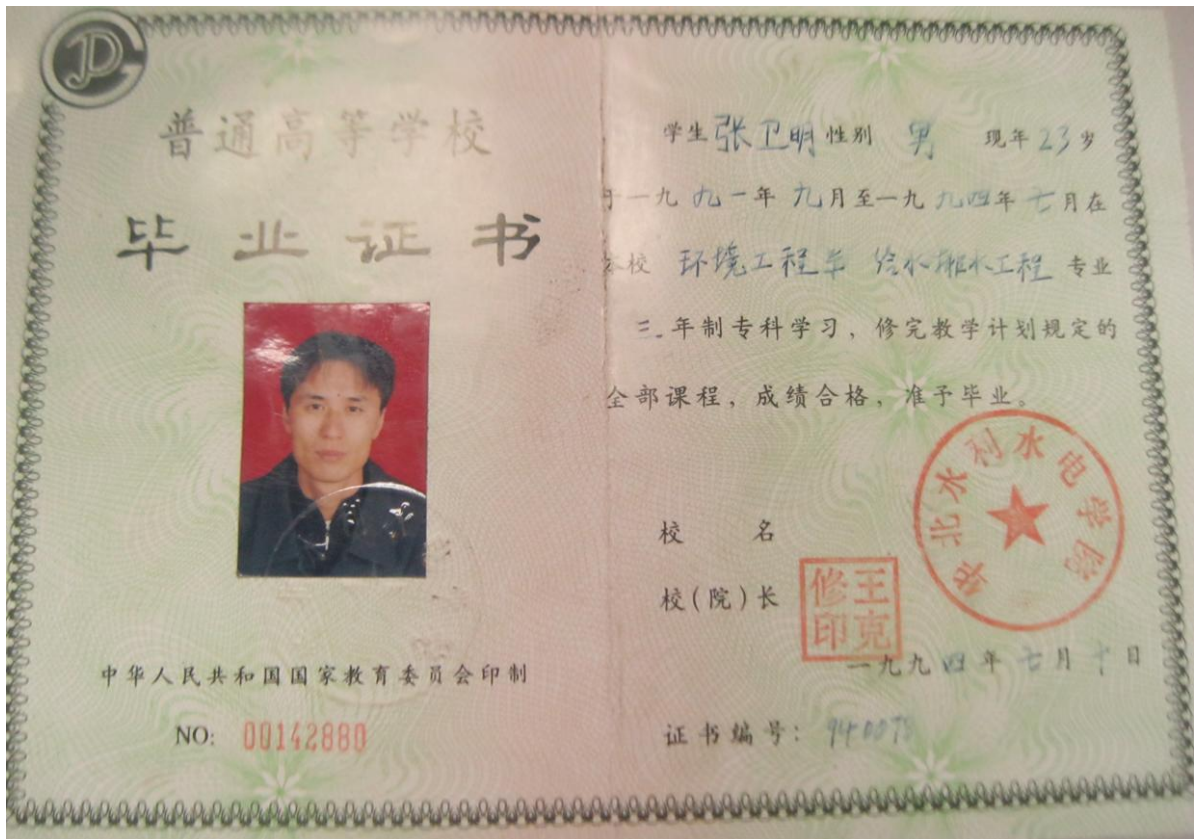 普通高等学校
毕业证书
中华人民共和国国家教育委员会印制
NO: 00142880
学生张卫明性别 男 现年23岁
于一九九一年九月至一九九四年七月在
本校 环境工程系 给水排水工程 专业
三年制专科学习、修完教学计划规定的
全部课程，成绩合格，准予毕业。
华北水利水电学院
校 名
校(院)长
王克修印
一九九四年七月十日
证书编号：